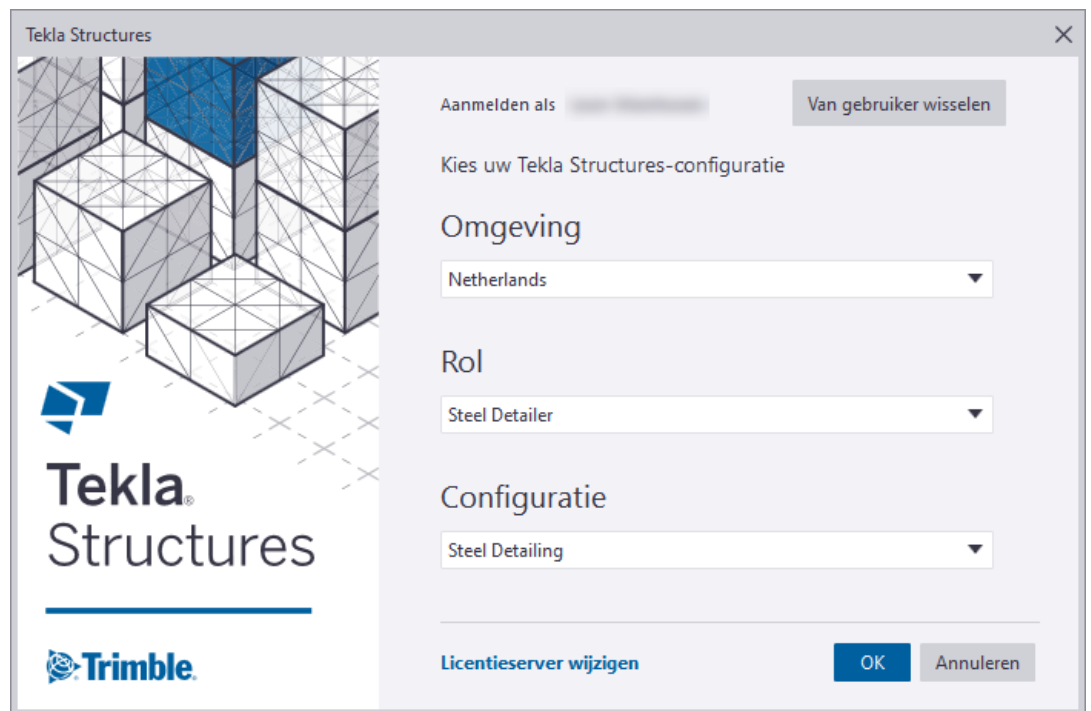 Tekla Structures
Aanmelden als
Van gebruiker wisselen
Kies uw Tekla Structures-configuratie
Omgeving
Netherlands
Rol
Steel Detailer
Configuratie
Steel Detailing
Tekla®
Structures
Trimble.
Licentieserver wijzigen
OK
Annuleren